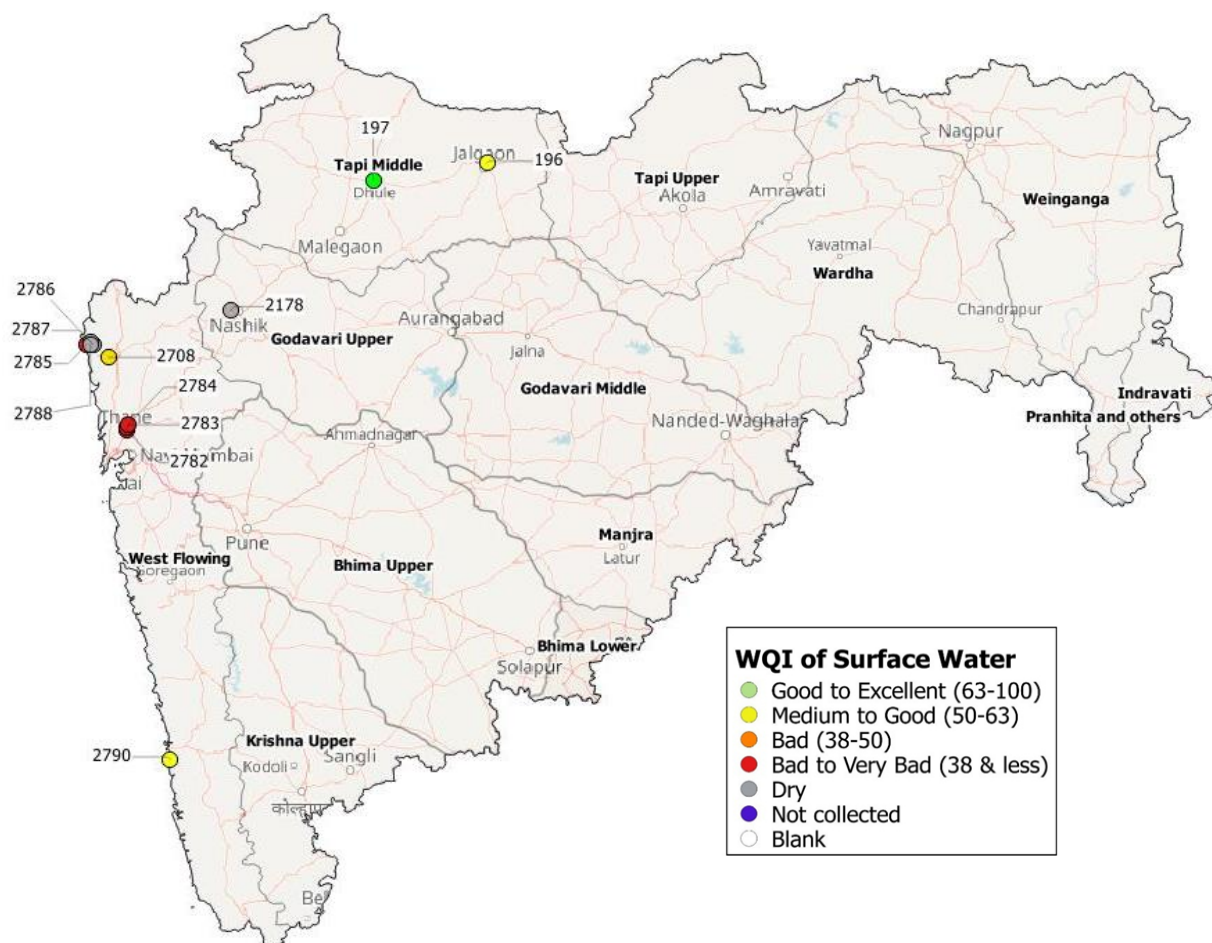 Nagpur
197
Jalgaon
196
Tapi Middle
Dhule
Tapi Upper
Akola
Amravati
Weinganga
Malegaon
Yavatmal
Wardha
2786
2178
Nashik
Chandrapur
2787
Aurangabad
Godavari Upper
Jalna
2785
2708
2784
Godavari Middle
Indravati
2788
Thane
2783
Pranhita and others
Nanded-Waghala
Ahmadnagar
2782
Manjra
Latur
Pune
West Flowing
Bhima Upper
Bhima Lower
Solapur
WQI of Surface Water
Good to Excellent (63-100)
Medium to Good (50-63)
Bad (38-50)
Bad to Very Bad (38 & less)
Dry
Not collected
Blank
Krishna Upper
2790
Kodoli
Sangli